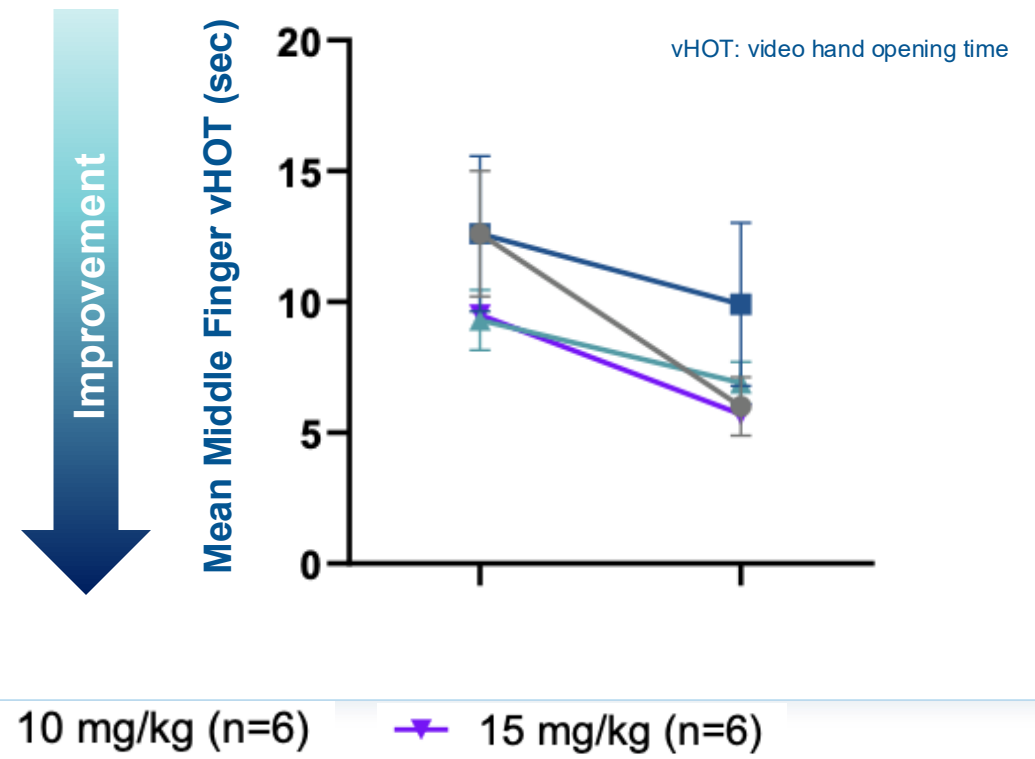 Improvement
Mean Middle Finger vHOT (sec)
vHOT: video hand opening time
20
15
10
5
0
10 mg/kg (n=6)
15 mg/kg (n=6)